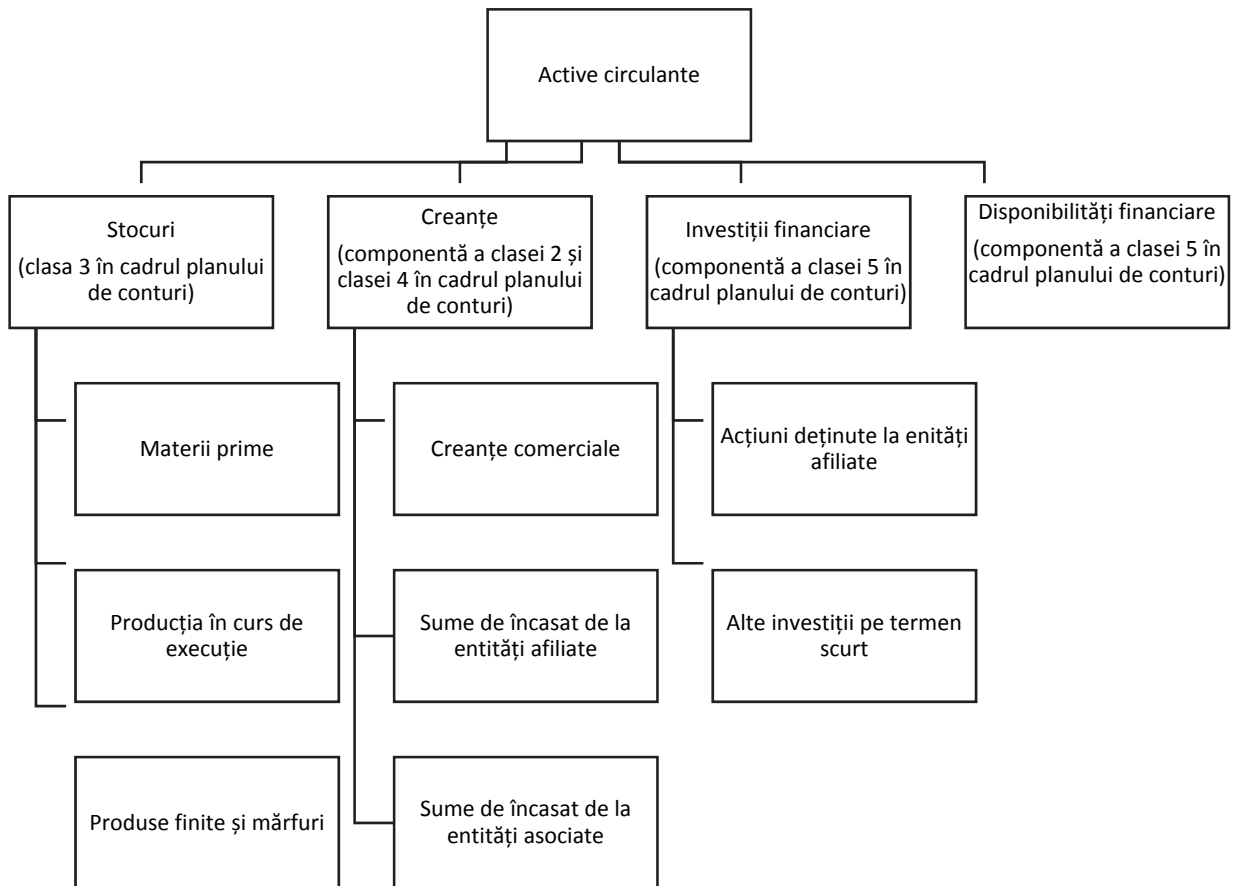 Active circulante
Stocuri
(clasa 3 în cadrul planului
de conturi)
Creanțe
(componentă a clasei 2 și
clasei 4 în cadrul planului
de conturi)
Investiții financiare
(componentă a clasei 5 în
cadrul planului de conturi)
Disponibilități financiare
(componentă a clasei 5 în
cadrul planului de conturi)
Materii prime
Creanțe comerciale
Acțiuni deținute la enități
afiliate
Producția în curs de
execuție
Sume de încasat de la
entități afiliate
Alte investiții pe termen
scurt
Produse finite și mărfuri
Sume de încasat de la
entități asociate